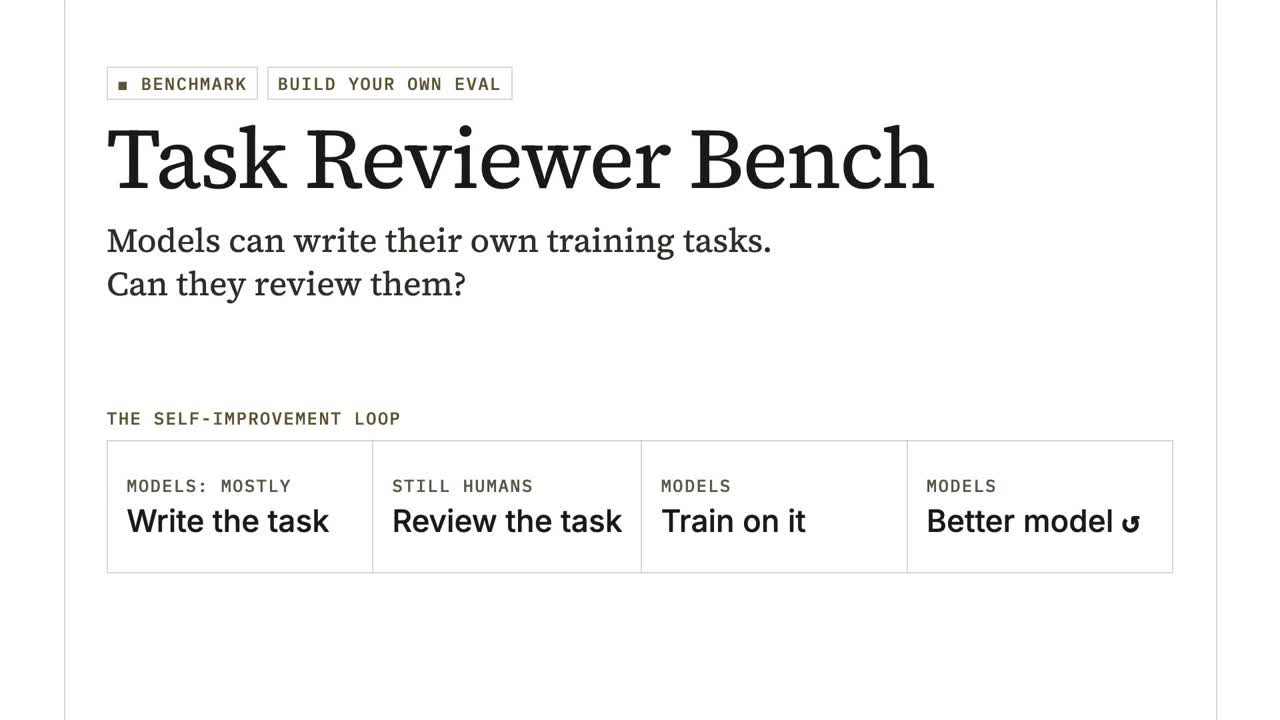 ■ BENCHMARK
BUILD YOUR OWN EVAL
Task Reviewer Bench
Models can write their own training tasks.
Can they review them?
THE SELF-IMPROVEMENT LOOP
MODELS: MOSTLY
Write the task
STILL HUMANS
Review the task
MODELS
Train on it
MODELS
Better model ↺